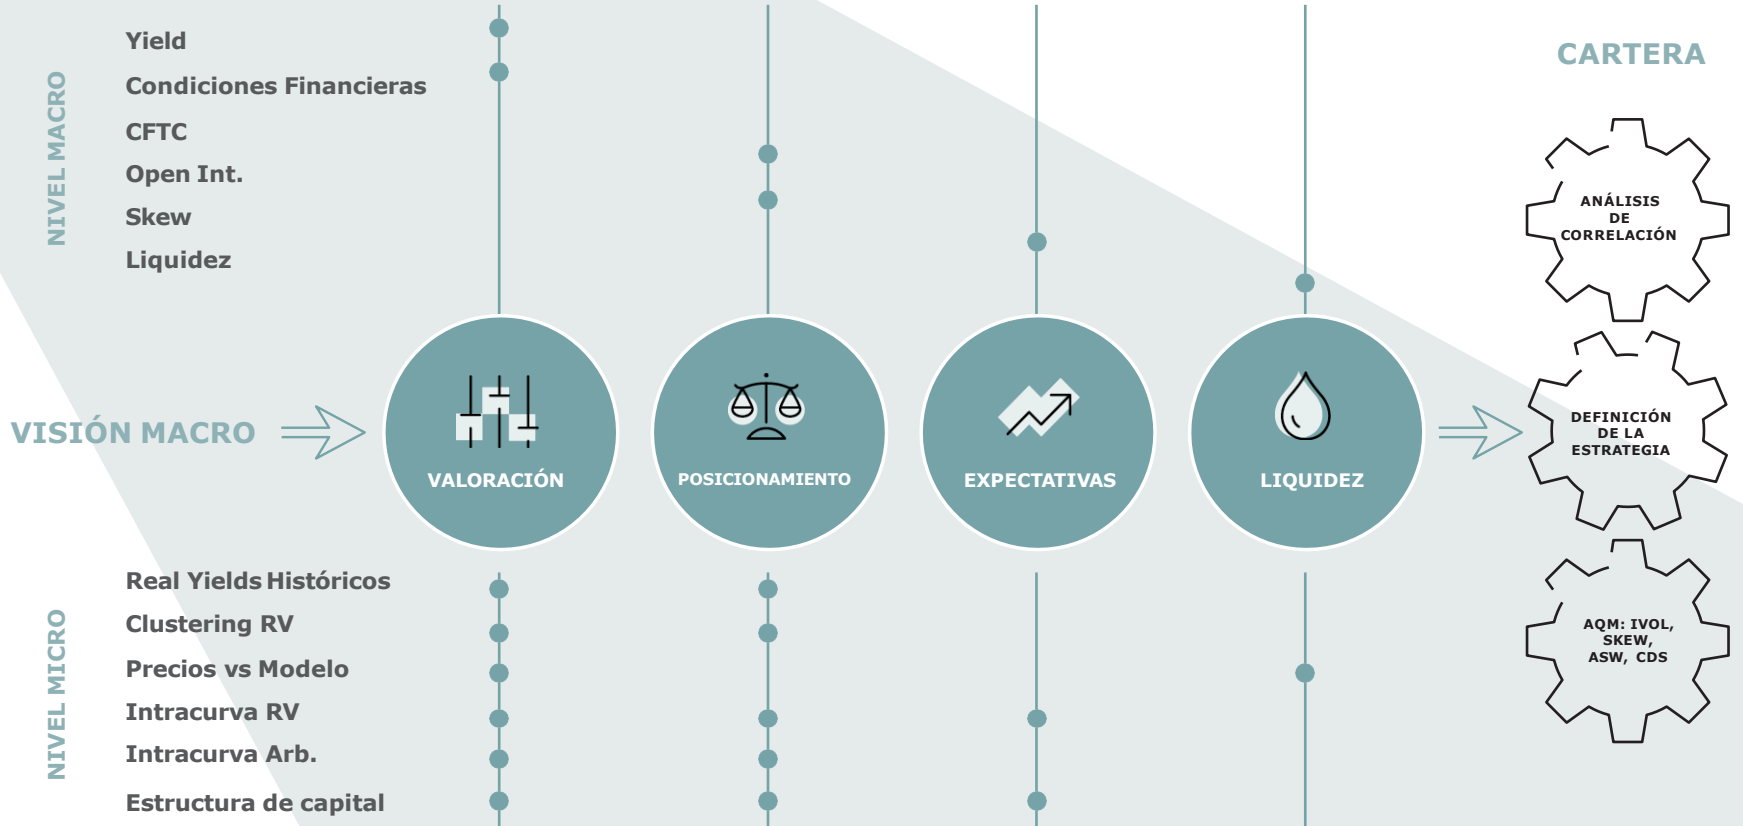 NIVEL MACRO
Yield
Condiciones Financieras
CFTC
Open Int.
Skew
Liquidez
VISIÓN MACRO
VALORACIÓN
POSICIONAMIENTO
EXPECTATIVAS
LIQUIDEZ
NIVEL MICRO
Real Yields Históricos
Clustering RV
Precios vs Modelo
Intracurva RV
Intracurva Arb.
Estructura de capital
CARTERA
ANÁLISIS
DE
CORRELACIÓN
DEFINICIÓN
DE LA
ESTRATEGIA
AQM: IVOL,
SKEW,
ASW, CDS